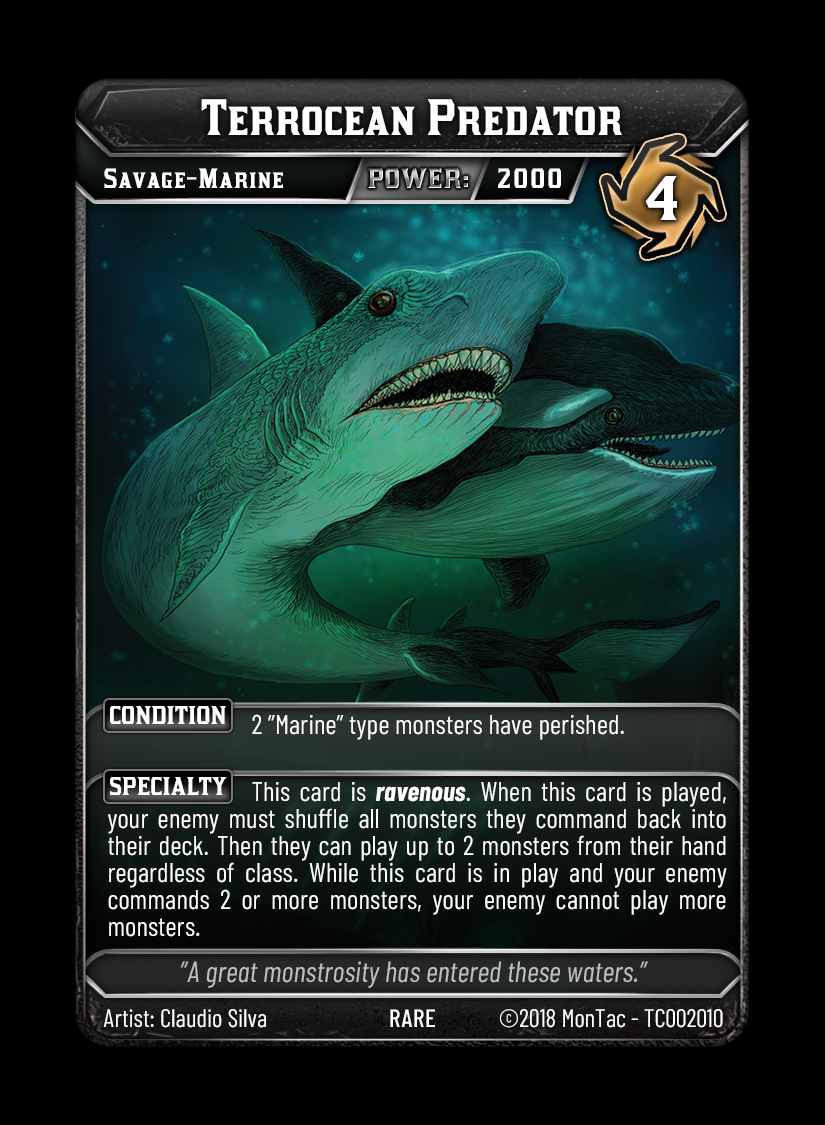 Terrocean Predator
Savage-Marine POWER: 2000
4
CONDITION 2 "Marine" type monsters have perished.
SPECIALTY This card is ravenous. When this card is played,
your enemy must shuffle all monsters they command back into
their deck. Then they can play up to 2 monsters from their hand
regardless of class. While this card is in play and your enemy
commands 2 or more monsters, your enemy cannot play more
monsters.
"A great monstrosity has entered these waters."
Artist: Claudio Silva RARE ©2018 MonTac - TC002010